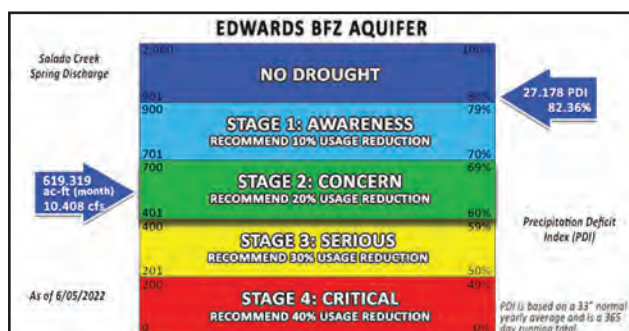 EDWARDS BFZ AQUIFER
Salado Creek
Spring Discharge
2,000
100%
NO DROUGHT
901
80%
27.178 PDI
82.36%
900
79%
STAGE 1: AWARENESS
RECOMMEND 10% USAGE REDUCTION
701
70%
700
69%
STAGE 2: CONCERN
RECOMMEND 20% USAGE REDUCTION
619.319
ac-ft (month)
10.408 cfs
401
60%
400
59%
STAGE 3: SERIOUS
RECOMMEND 30% USAGE REDUCTION
Precipitation Deficit
Index (PDI)
201
50%
200
49%
As of 6/05/2022
STAGE 4: CRITICAL
RECOMMEND 40% USAGE REDUCTION
0
0%
PDI is based on a 33" normal
yearly average and is a 365
day running total.